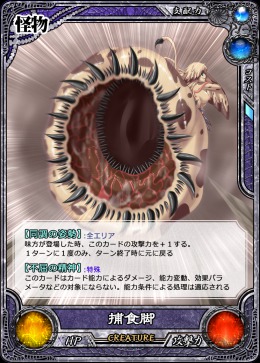 怪物
貢献力
コスト
【同調の姿勢】:全エリア
味方が登場した時、このカードの攻撃力を+1する。
1ターンに1度のみ、ターン終了時に元に戻る
【不屈の精神】:特殊
このカードはカード能力によるダメージ、能力変動、効果パラ
メータなどの対象にならない。能力条件による処理は適応される
捕食脚
HP
CREATURE
攻撃力